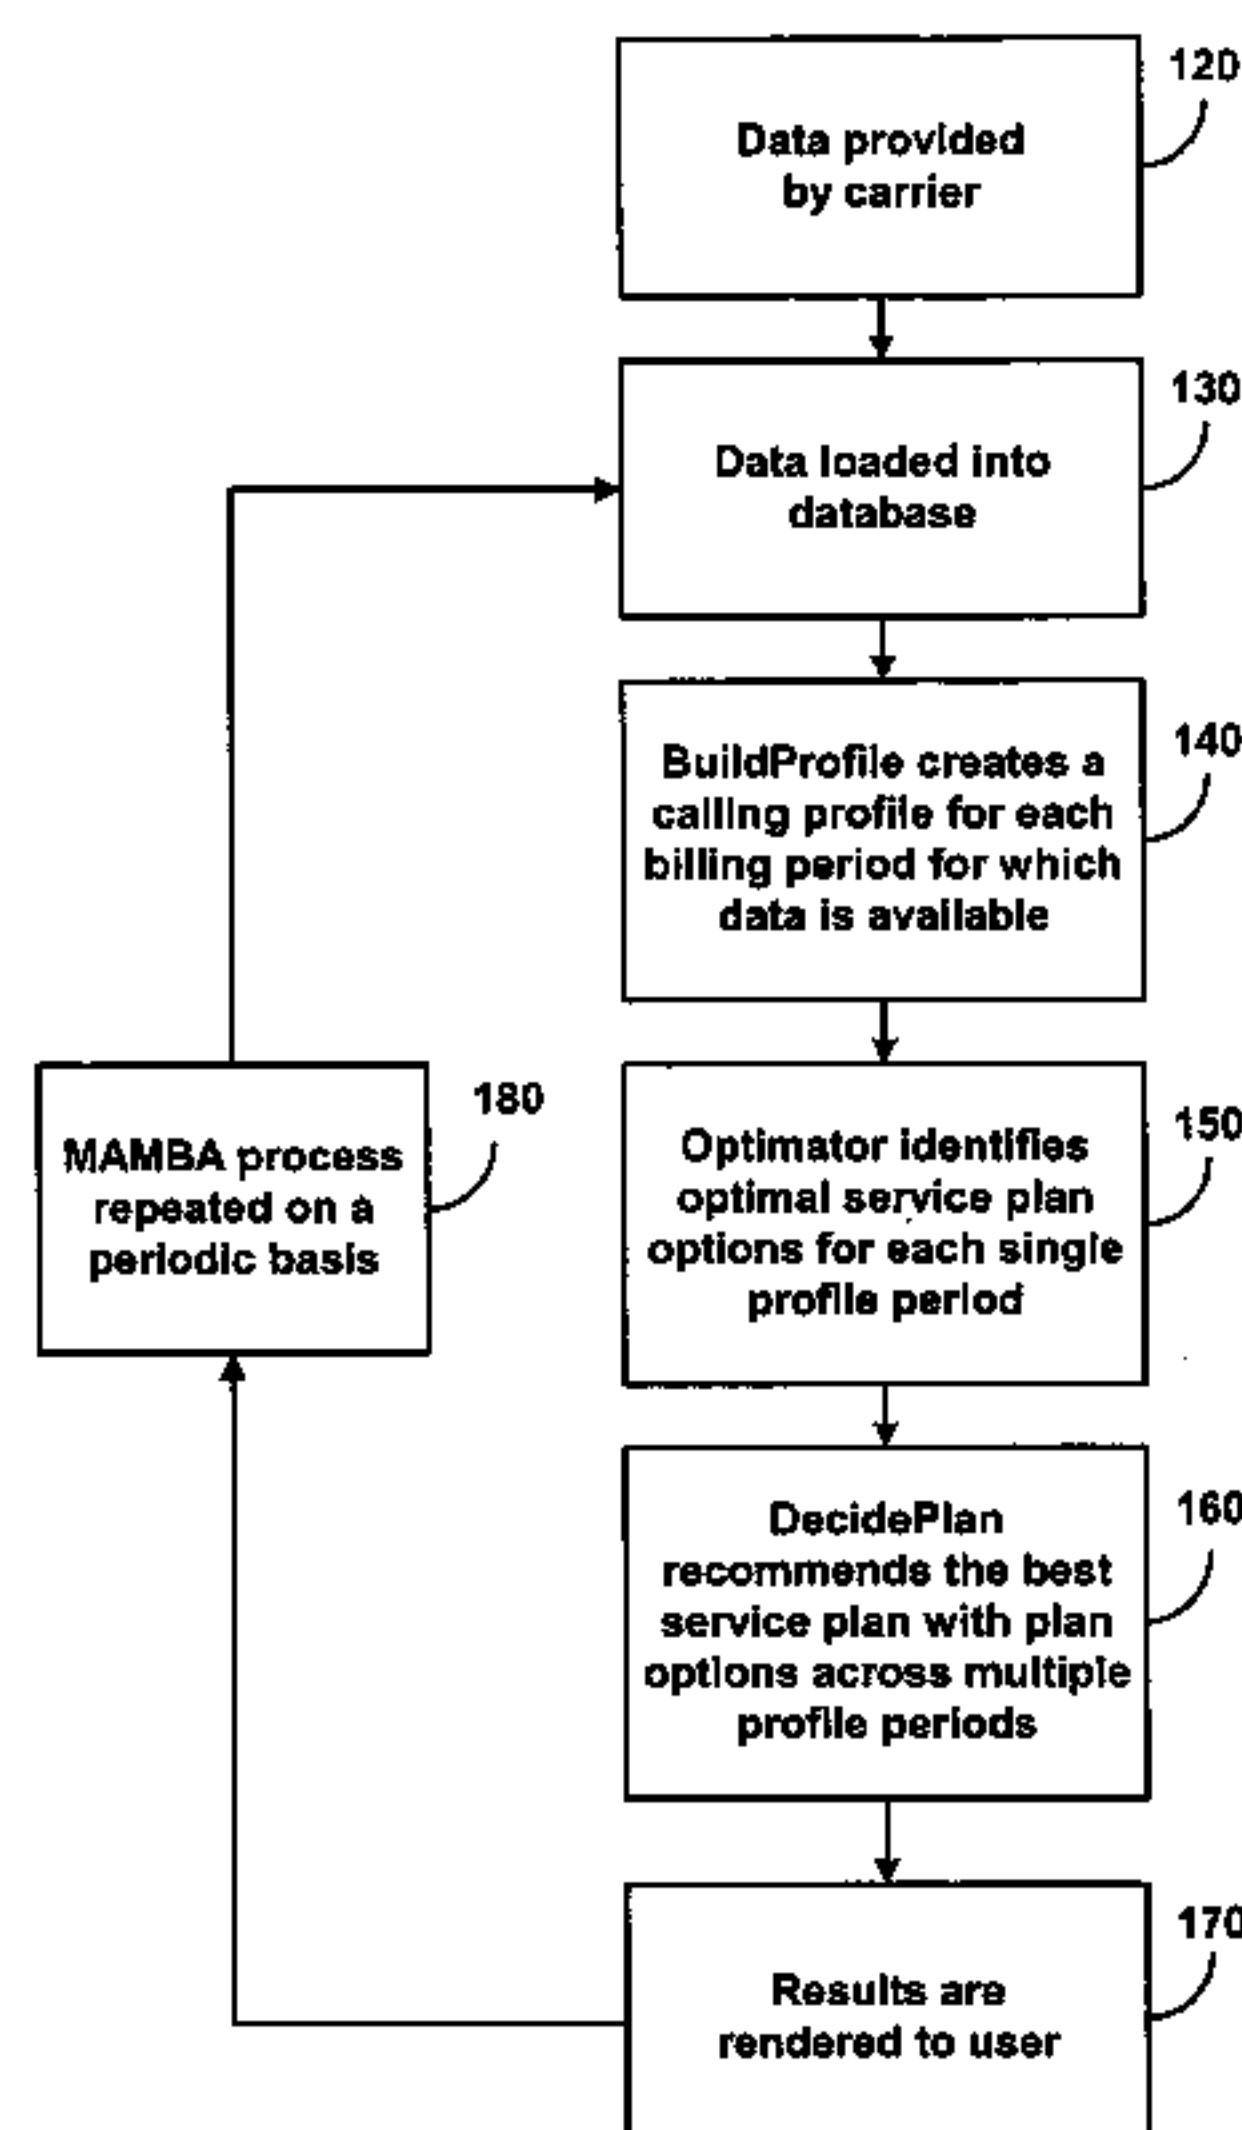 120
Data provided
by carrier
130
Data loaded into
database
140
BuildProfile creates a
calling profile for each
billing period for which
data is available
150
Optimator identifies
optimal service plan
options for each single
profile period
160
DecidePlan
recommends the best
service plan with plan
options across multiple
profile periods
170
Results are
rendered to user
180
MAMBA process
repeated on a
periodic basis